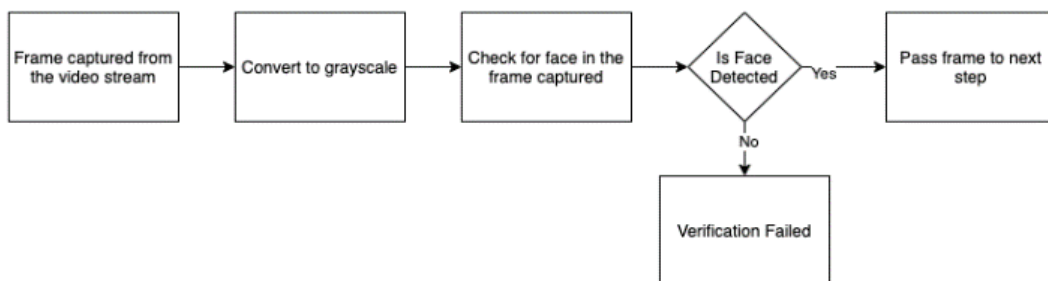 Frame captured from
the video stream
Convert to grayscale
Check for face in the
frame captured
Is Face
Detected
Yes
Pass frame to next
step
No
Verification Failed